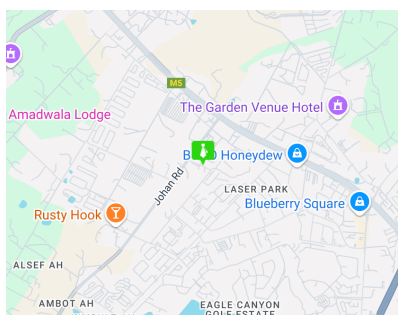 M5
The Garden Venue Hotel
Amadwala Lodge
Honeydew
Johan Rd
LASER PARK
Blueberry Square
Rusty Hook
ALSEF AH
AMBOT AH
EAGLE CANYON
GOLF ESTATE